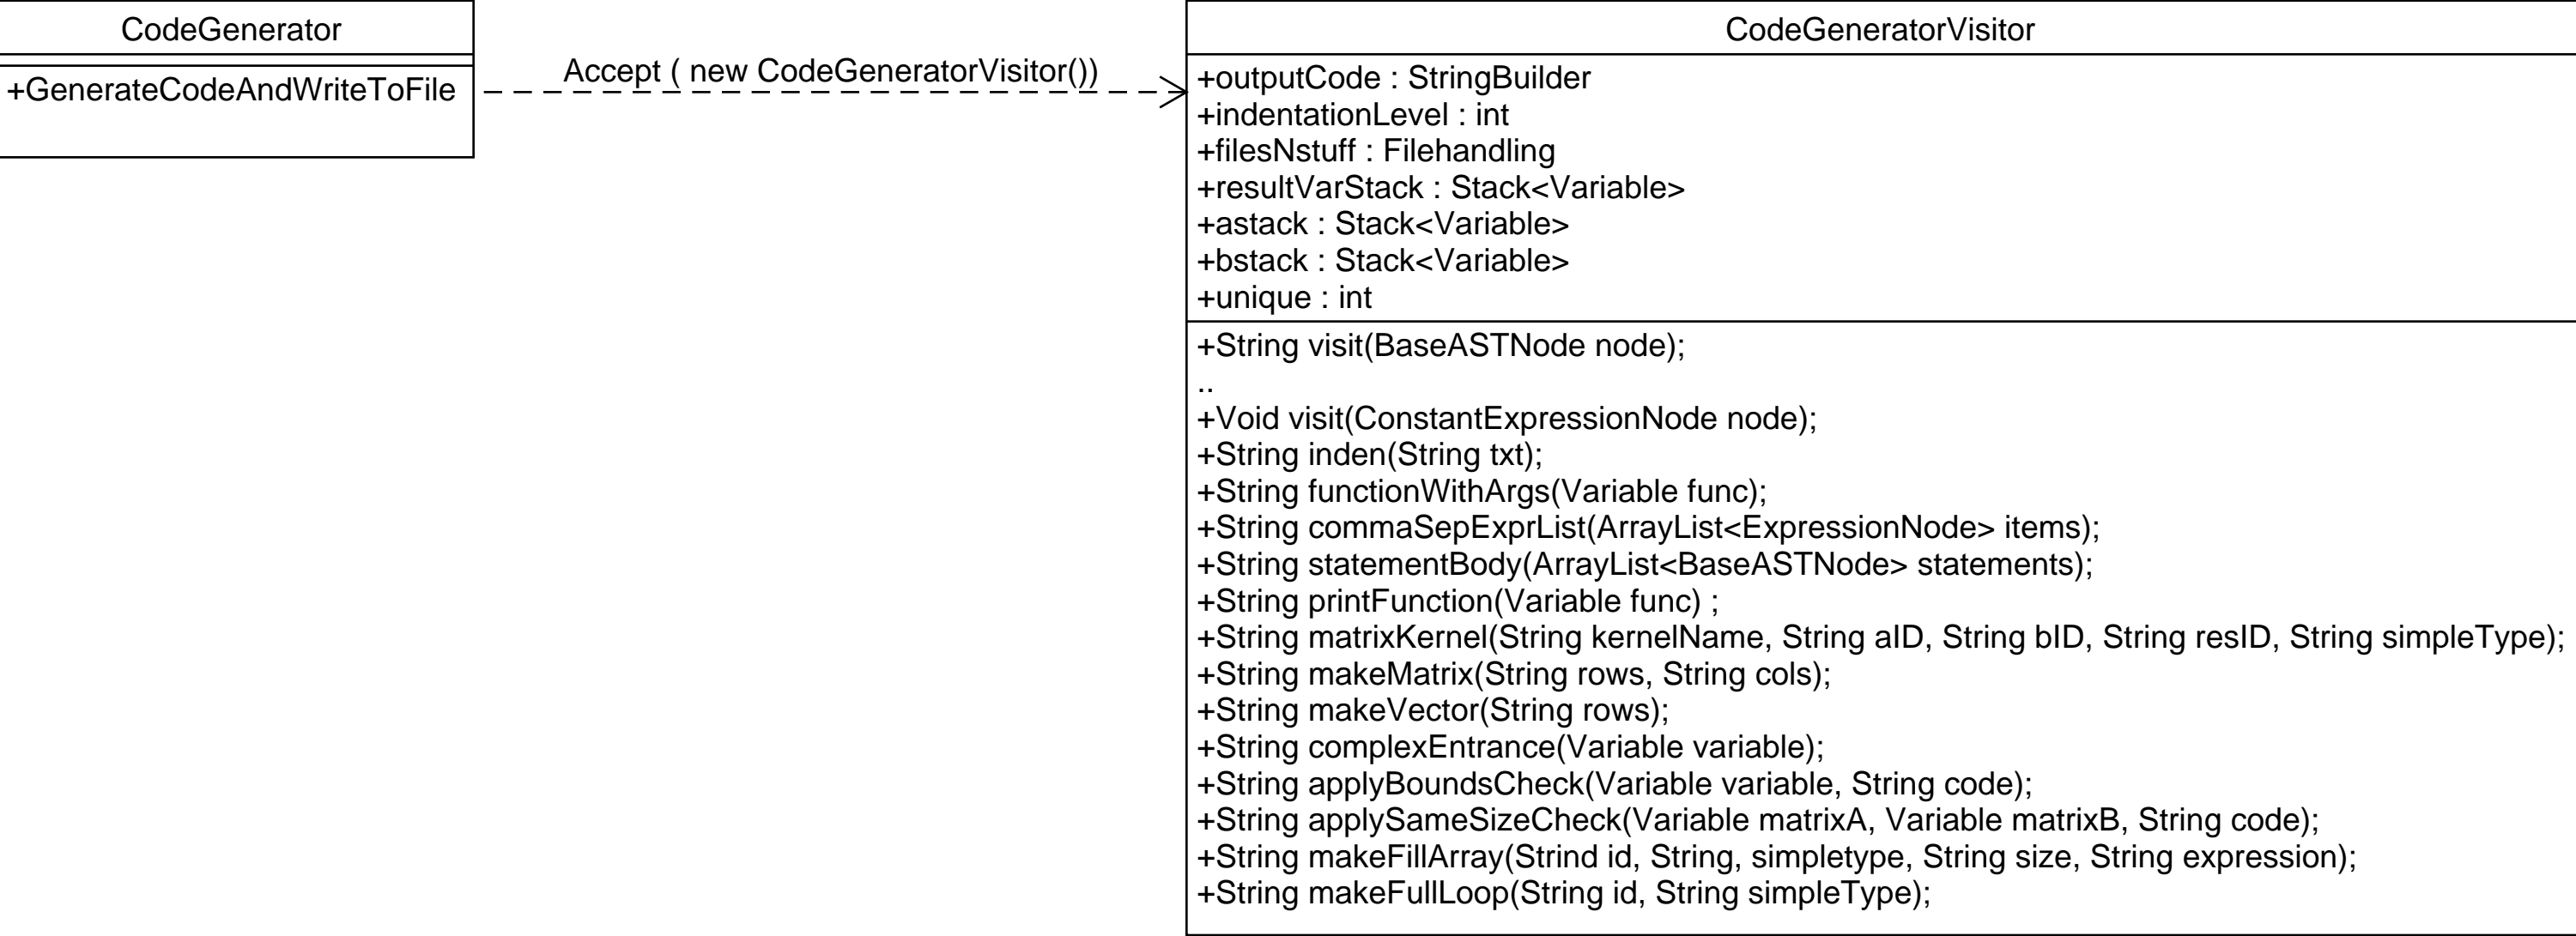 CodeGenerator
+GenerateCodeAndWriteToFile
Accept ( new CodeGeneratorVisitor())
CodeGeneratorVisitor
+outputCode : StringBuilder
+indentationLevel : int
+filesNstuff : Filehandling
+resultVarStack : Stack<Variable>
+astack : Stack<Variable>
+bstack : Stack<Variable>
+unique : int
+String visit(BaseASTNode node);
..
+Void visit(ConstantExpressionNode node);
+String inden(String txt);
+String functionWithArgs(Variable func);
+String commaSepExprList(ArrayList<ExpressionNode> items);
+String statementBody(ArrayList<BaseASTNode> statements);
+String printFunction(Variable func) ;
+String matrixKernel(String kernelName, String aID, String bID, String resID, String simpleType);
+String makeMatrix(String rows, String cols);
+String makeVector(String rows);
+String complexEntrance(Variable variable);
+String applyBoundsCheck(Variable variable, String code);
+String applySameSizeCheck(Variable matrixA, Variable matrixB, String code);
+String makeFillArray(Strind id, String, simpletype, String size, String expression);
+String makeFullLoop(String id, String simpleType);